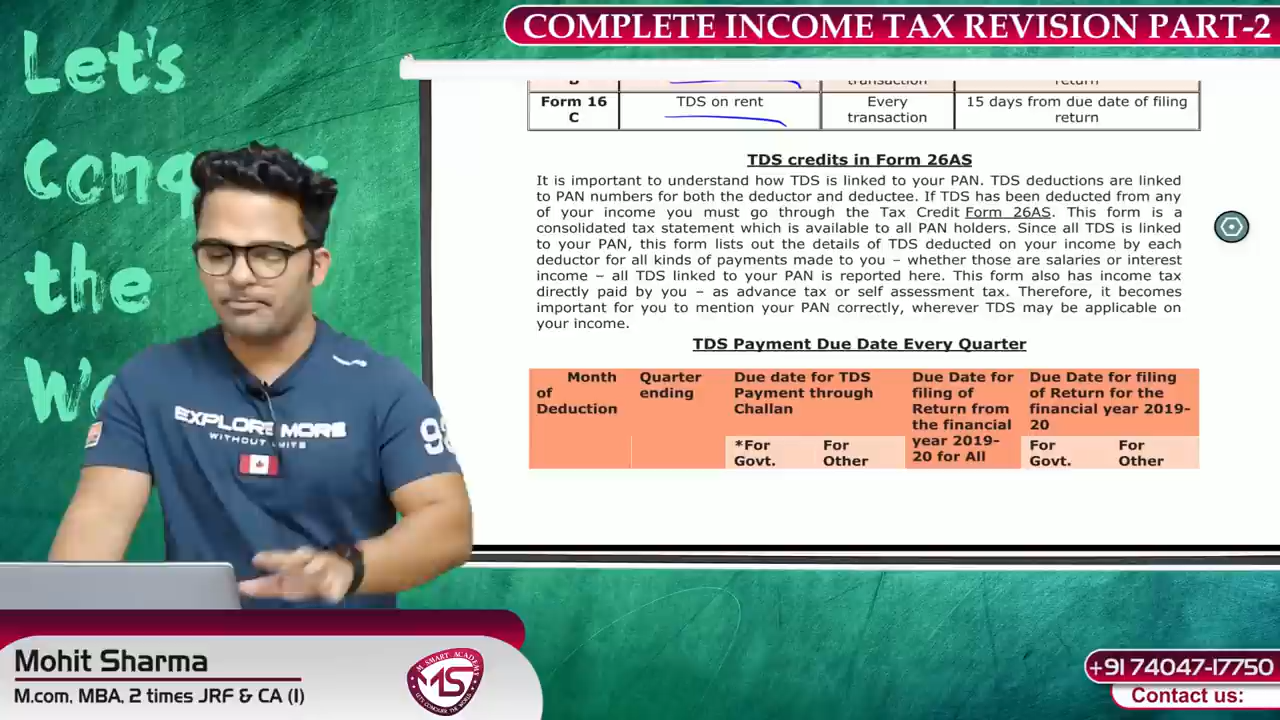 COMPLETE INCOME TAX REVISION PART-2
Let's
Conq
the
Wo
B
transaction
return
Form 16 C
TDS on rent
Every transaction
15 days from due date of filing return
TDS credits in Form 26AS
It is important to understand how TDS is linked to your PAN. TDS deductions are linked
to PAN numbers for both the deductor and deductee. If TDS has been deducted from any
of your income you must go through the Tax Credit Form 26AS. This form is a
consolidated tax statement which is available to all PAN holders. Since all TDS is linked
to your PAN, this form lists out the details of TDS deducted on your income by each
deductor for all kinds of payments made to you – whether those are salaries or interest
income – all TDS linked to your PAN is reported here. This form also has income tax
directly paid by you – as advance tax or self assessment tax. Therefore, it becomes
important for you to mention your PAN correctly, wherever TDS may be applicable on
your income.
TDS Payment Due Date Every Quarter
Month of Deduction
Quarter ending
Due date for TDS Payment through Challan
Due Date for filing of Return from the financial year 2019-20 for All
Due Date for filing of Return for the financial year 2019-20
*For Govt.
For Other
For Govt.
For Other
EXPLORE MORE
WITHOUT LIMITS
Mohit Sharma
M.com, MBA, 2 times JRF & CA (I)
M SMART ACADEMY
MS
LET'S CONQUER THE WORLD
+91 74047-17750
Contact us: